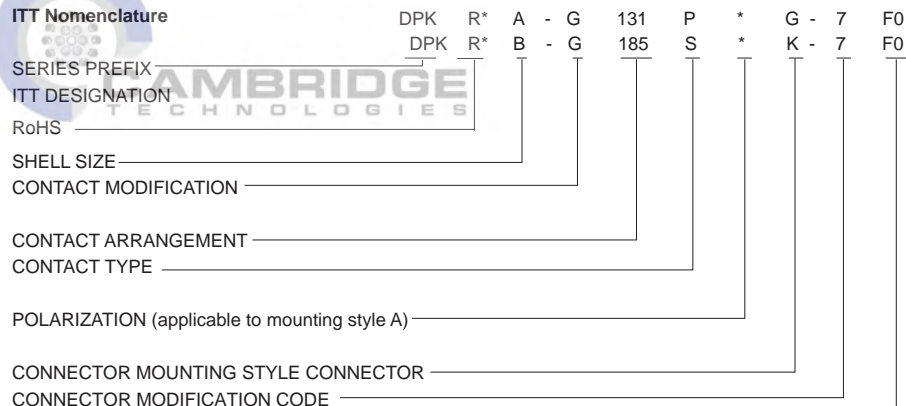 ITT Nomenclature DPK R* A - G 131 P * G - 7 F0
DPK R* B - G 185 S * K - 7 F0
SERIES PREFIX
CAMBRIDGE
ITT DESIGNATION
TECHNOLOGIES
RoHS
SHELL SIZE
CONTACT MODIFICATION
CONTACT ARRANGEMENT
CONTACT TYPE
POLARIZATION (applicable to mounting style A)
CONNECTOR MOUNTING STYLE CONNECTOR
CONNECTOR MODIFICATION CODE